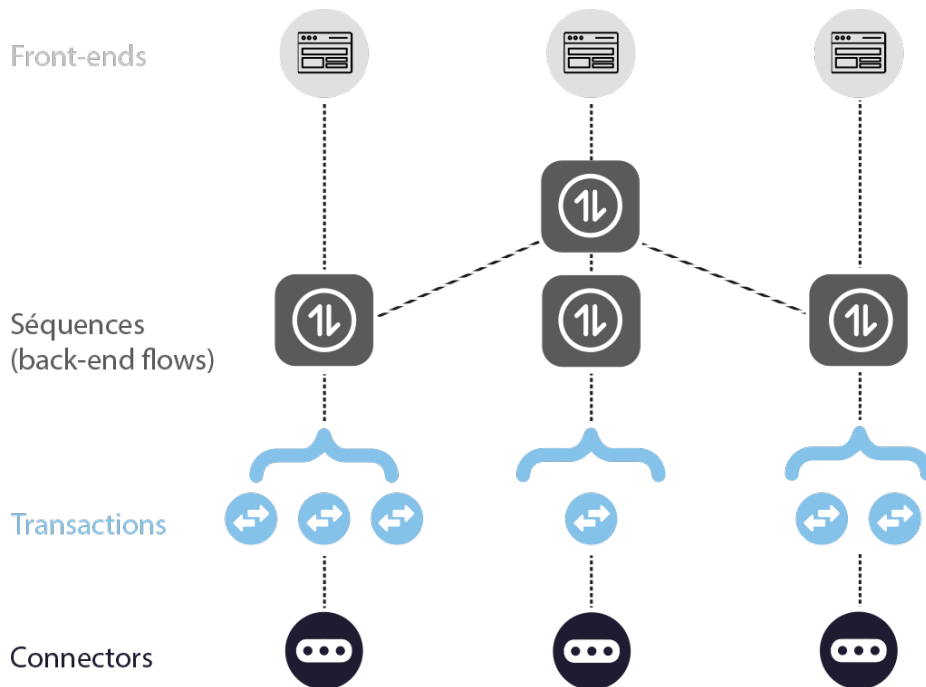 Front-ends
Séquences
(back-end flows)
Transactions
Connectors